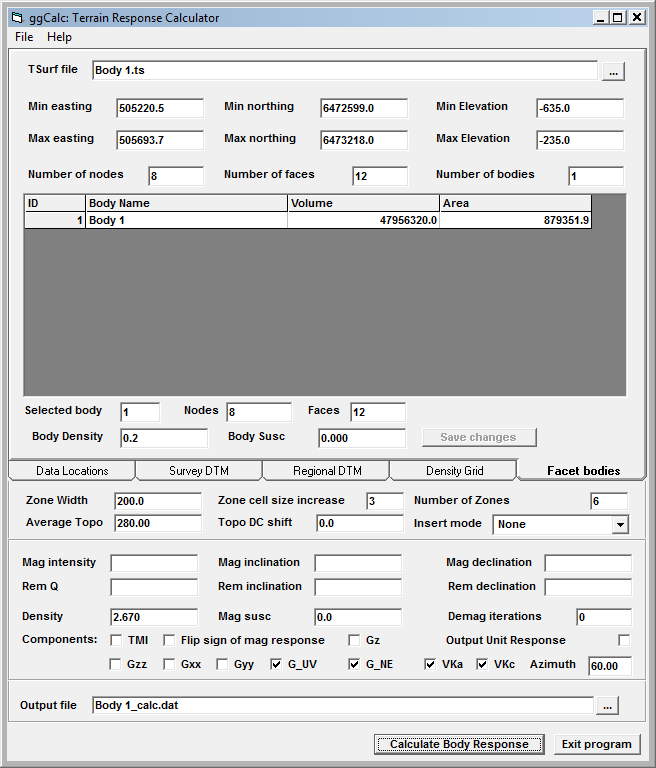 ggCalc: Terrain Response Calculator
File Help
TSurf file Body 1.ts ...
Min easting 505220.5 Min northing 6472599.0 Min Elevation -635.0
Max easting 505693.7 Max northing 6473218.0 Max Elevation -235.0
Number of nodes 8 Number of faces 12 Number of bodies 1
ID Body Name Volume Area
1 Body 1 47956320.0 879351.9
Selected body 1 Nodes 8 Faces 12
Body Density 0.2 Body Susc 0.000 Save changes
Data Locations Survey DTM Regional DTM Density Grid Facet bodies
Zone Width 200.0 Zone cell size increase 3 Number of Zones 6
Average Topo 280.00 Topo DC shift 0.0 Insert mode None
Mag intensity Mag inclination Mag declination
Rem Q Rem inclination Rem declination
Density 2.670 Mag susc 0.0 Demag iterations 0
Components: TMI Flip sign of mag response Gz Output Unit Response
Gzz Gxx Gyy G_UV G_NE VKa VKc Azimuth 60.00
Output file Body 1_calc.dat ...
Calculate Body Response Exit program